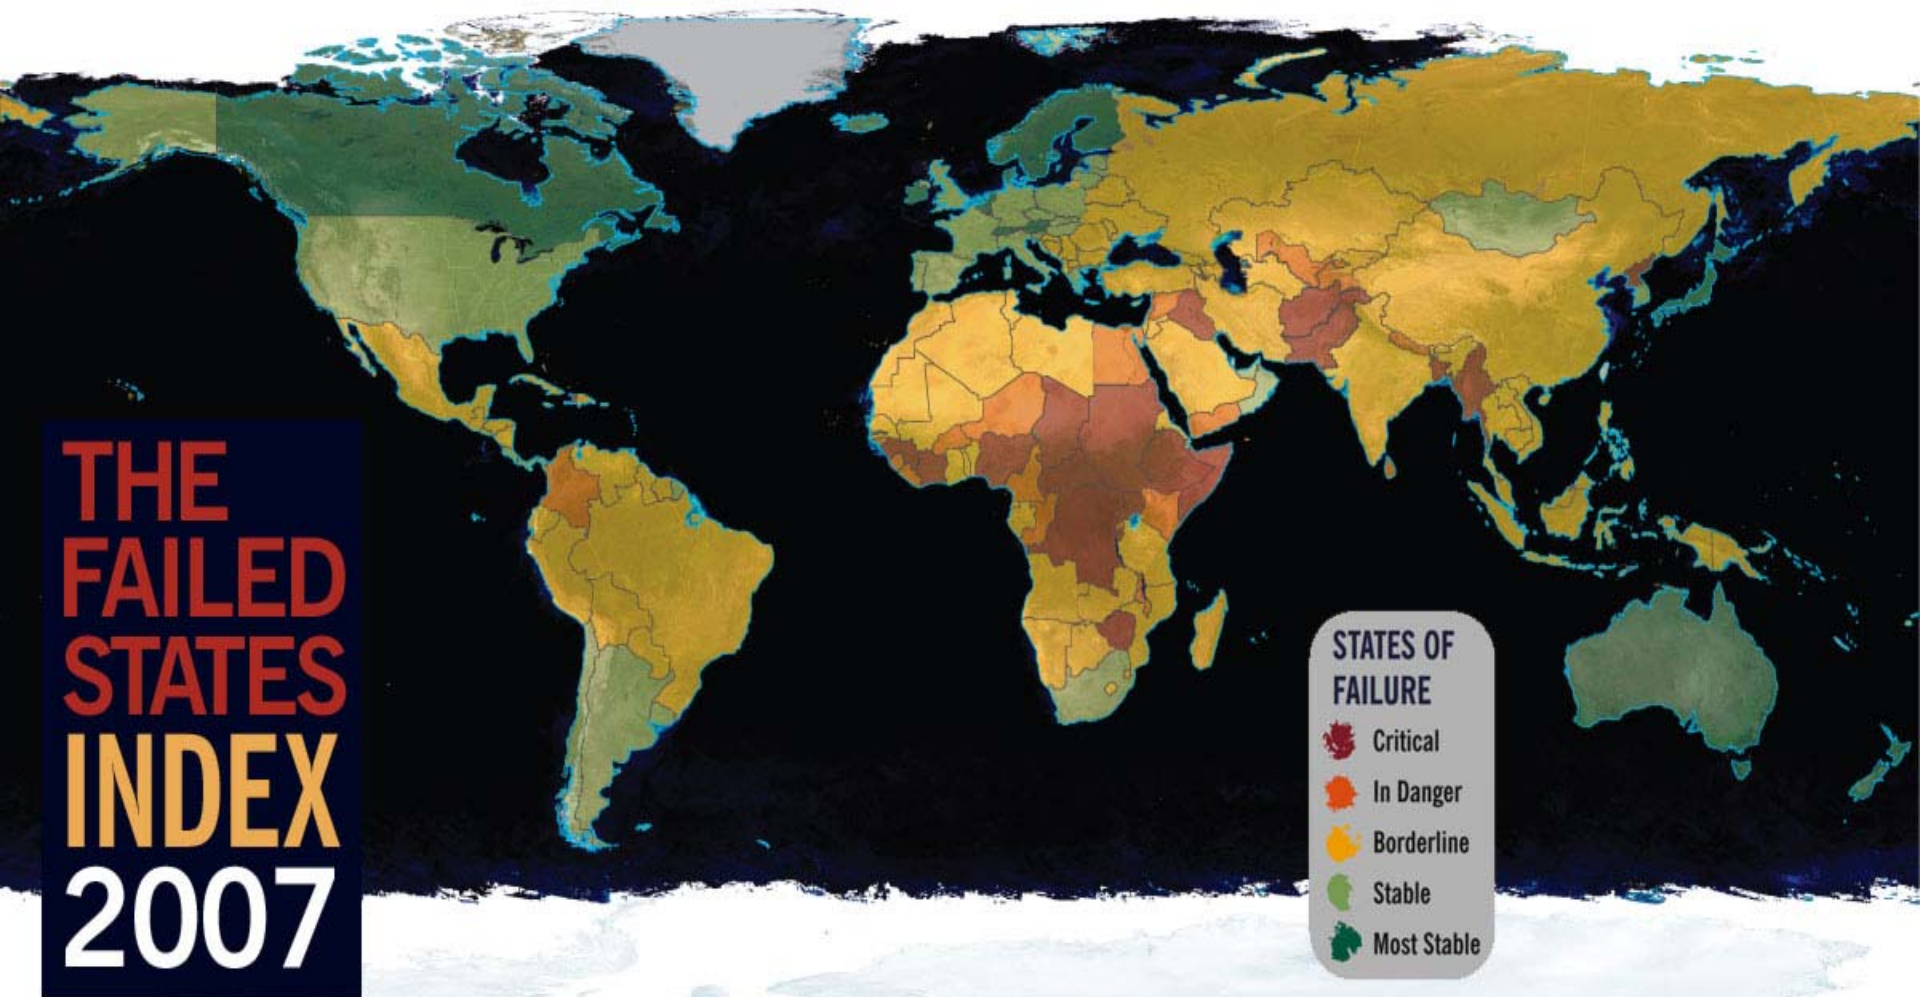 THE
FAILED
STATES
INDEX
2007
STATES OF
FAILURE
Critical
In Danger
Borderline
Stable
Most Stable